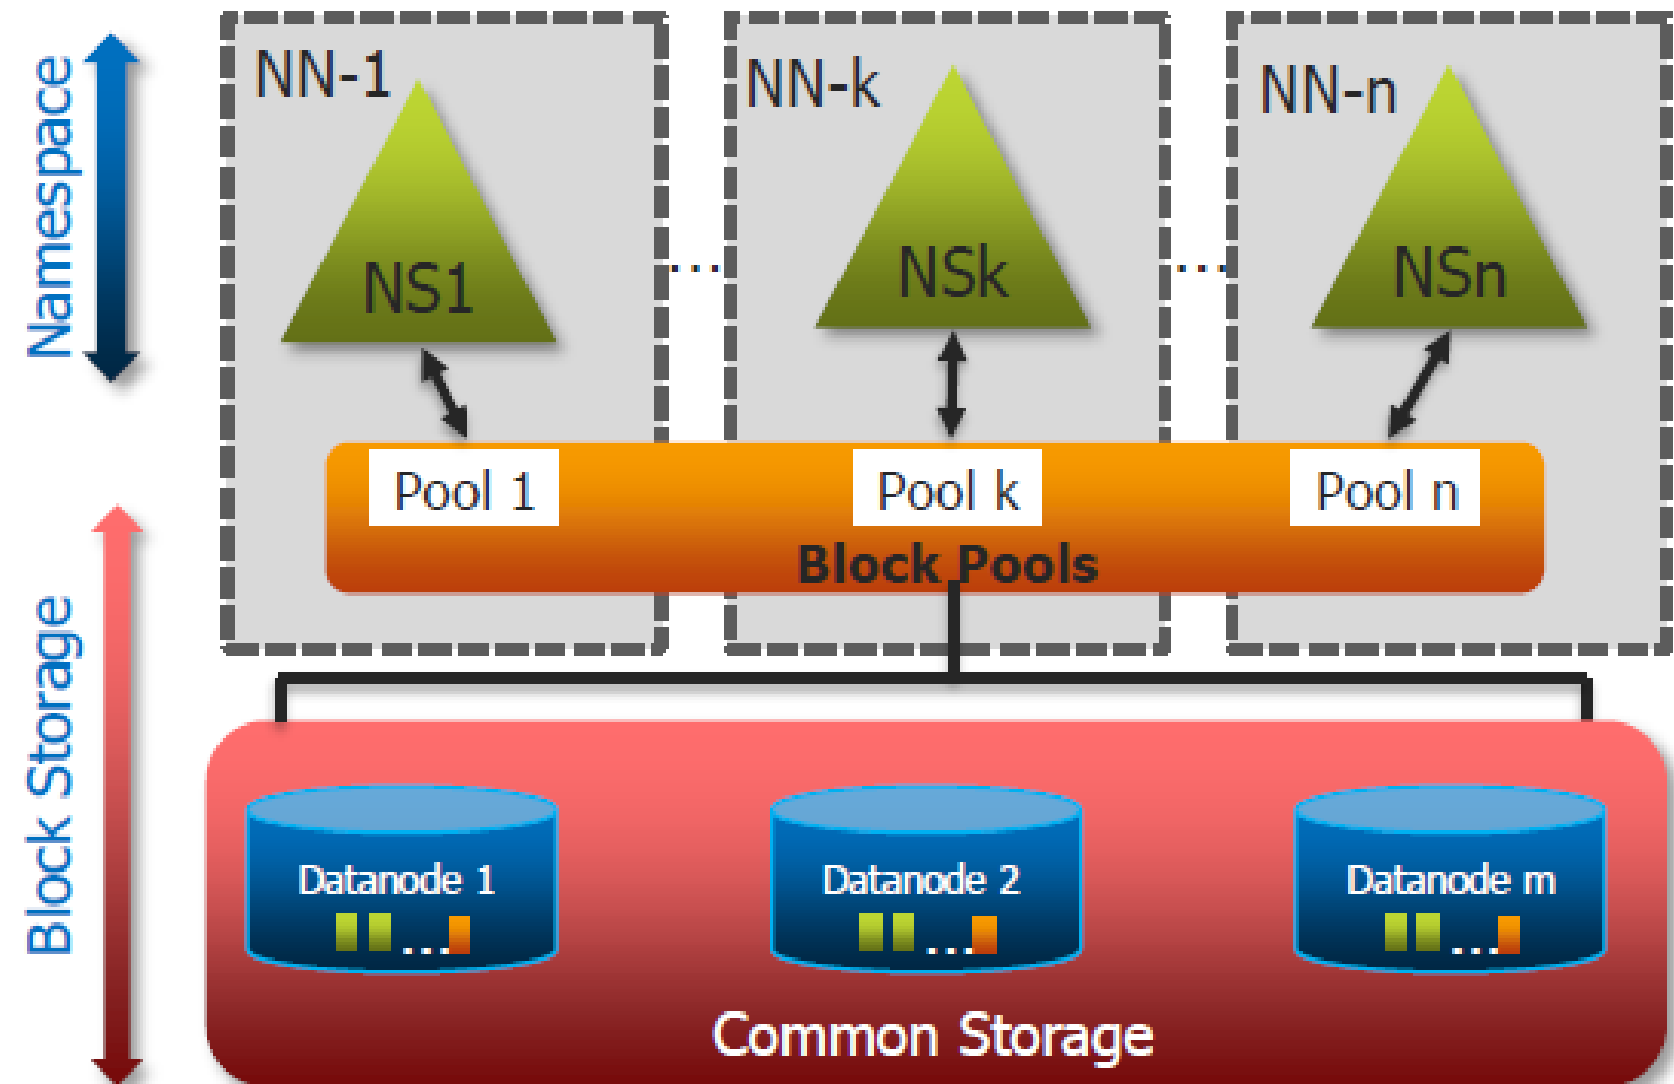 Namespace
NN-1
NN-k
NN-n
NS1
...
NSk
...
NSn
Pool 1
Pool k
Pool n
Block Pools
Block Storage
Datanode 1
...
Datanode 2
...
Datanode m
...
Common Storage